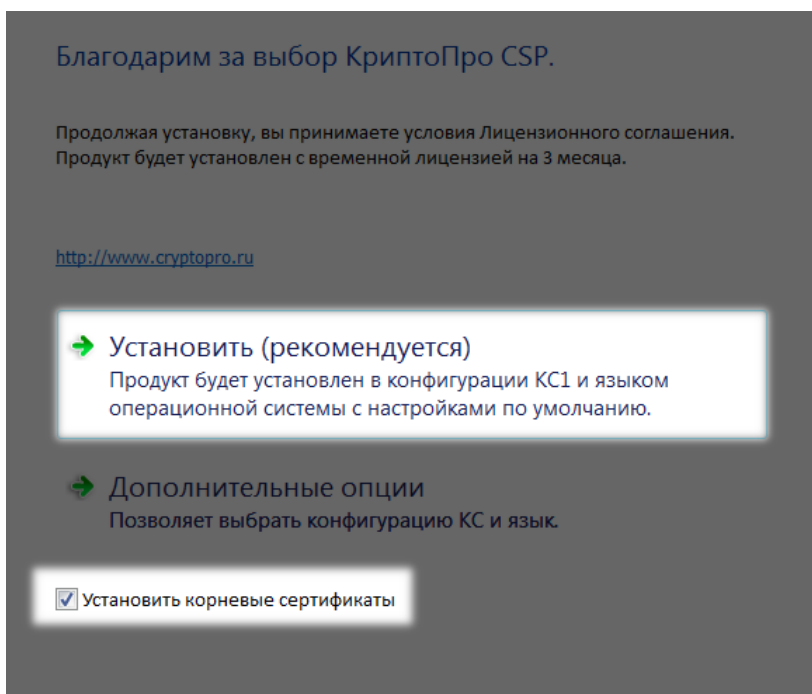 Благодарим за выбор КриптоПро CSP.
Продолжая установку, вы принимаете условия Лицензионного соглашения.
Продукт будет установлен с временной лицензией на 3 месяца.
http://www.cryptopro.ru
Установить (рекомендуется)
Продукт будет установлен в конфигурации КС1 и языком
операционной системы с настройками по умолчанию.
Дополнительные опции
Позволяет выбрать конфигурацию КС и язык.
Установить корневые сертификаты